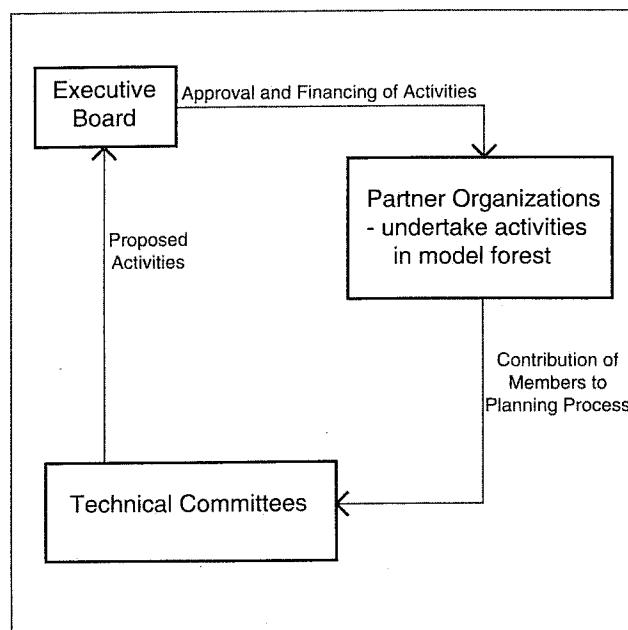 Executive
Board
Approval and Financing of Activities
Partner Organizations
- undertake activities
in model forest
Proposed
Activities
Contribution of
Members to
Planning Process
Technical Committees